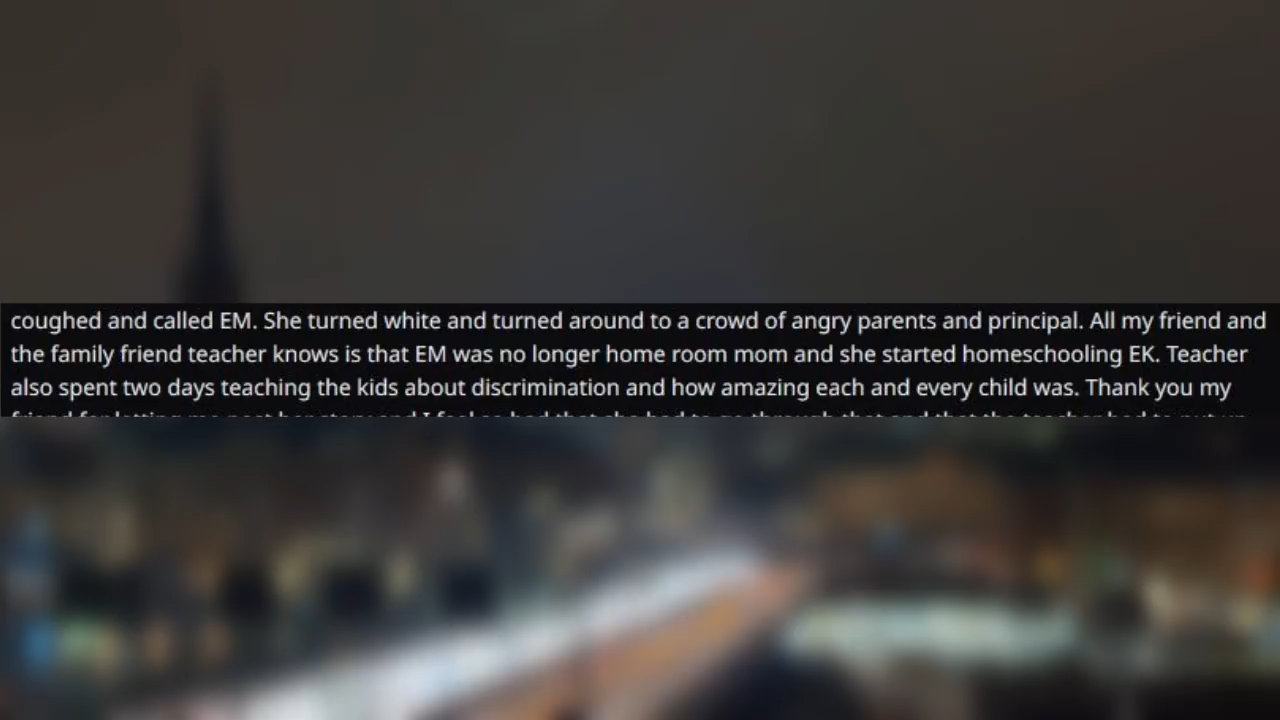 coughed and called EM. She turned white and turned around to a crowd of angry parents and principal. All my friend and
the family friend teacher knows is that EM was no longer home room mom and she started homeschooling EK. Teacher
also spent two days teaching the kids about discrimination and how amazing each and every child was. Thank you my